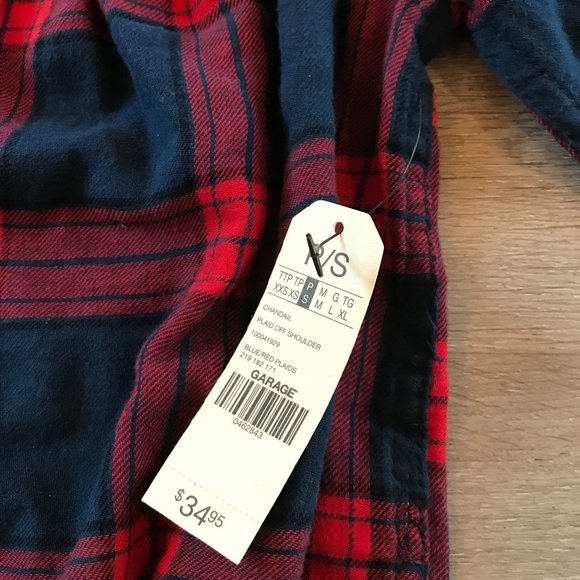 P/S
TTP TP P M G TG
XXS XS S M L XL
CHANDAIL
PLAID OFF SHOULDER
100041929
BLUE/RED PLAIDS
219 182 171
GARAGE
0462843
$34.95